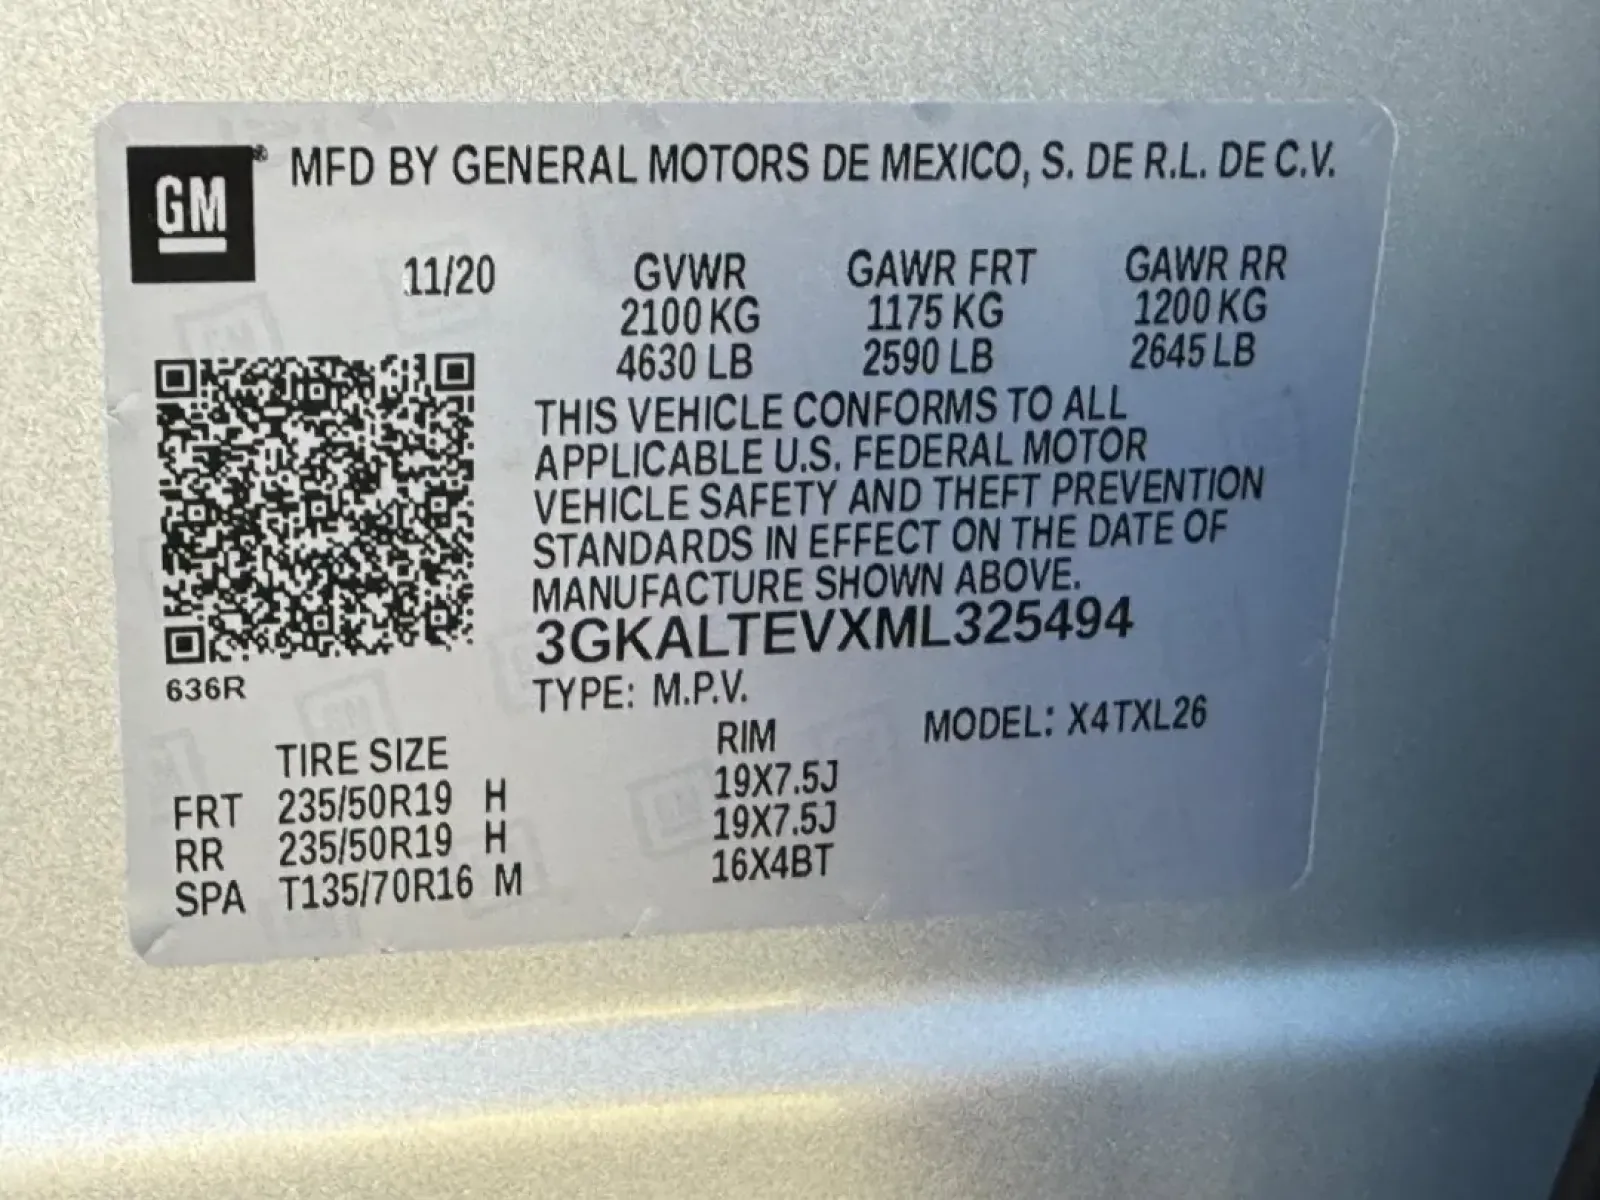 GM® MFD BY GENERAL MOTORS DE MEXICO, S. DE R.L. DE C.V.
11/20 GVWR GAWR FRT GAWR RR
2100 KG 1175 KG 1200 KG
4630 LB 2590 LB 2645 LB
THIS VEHICLE CONFORMS TO ALL
APPLICABLE U.S. FEDERAL MOTOR
VEHICLE SAFETY AND THEFT PREVENTION
STANDARDS IN EFFECT ON THE DATE OF
MANUFACTURE SHOWN ABOVE.
3GKALTEVXML325494
636R
TYPE: M.P.V. MODEL: X4TXL26
TIRE SIZE RIM
FRT 235/50R19 H 19X7.5J
RR 235/50R19 H 19X7.5J
SPA T135/70R16 M 16X4BT